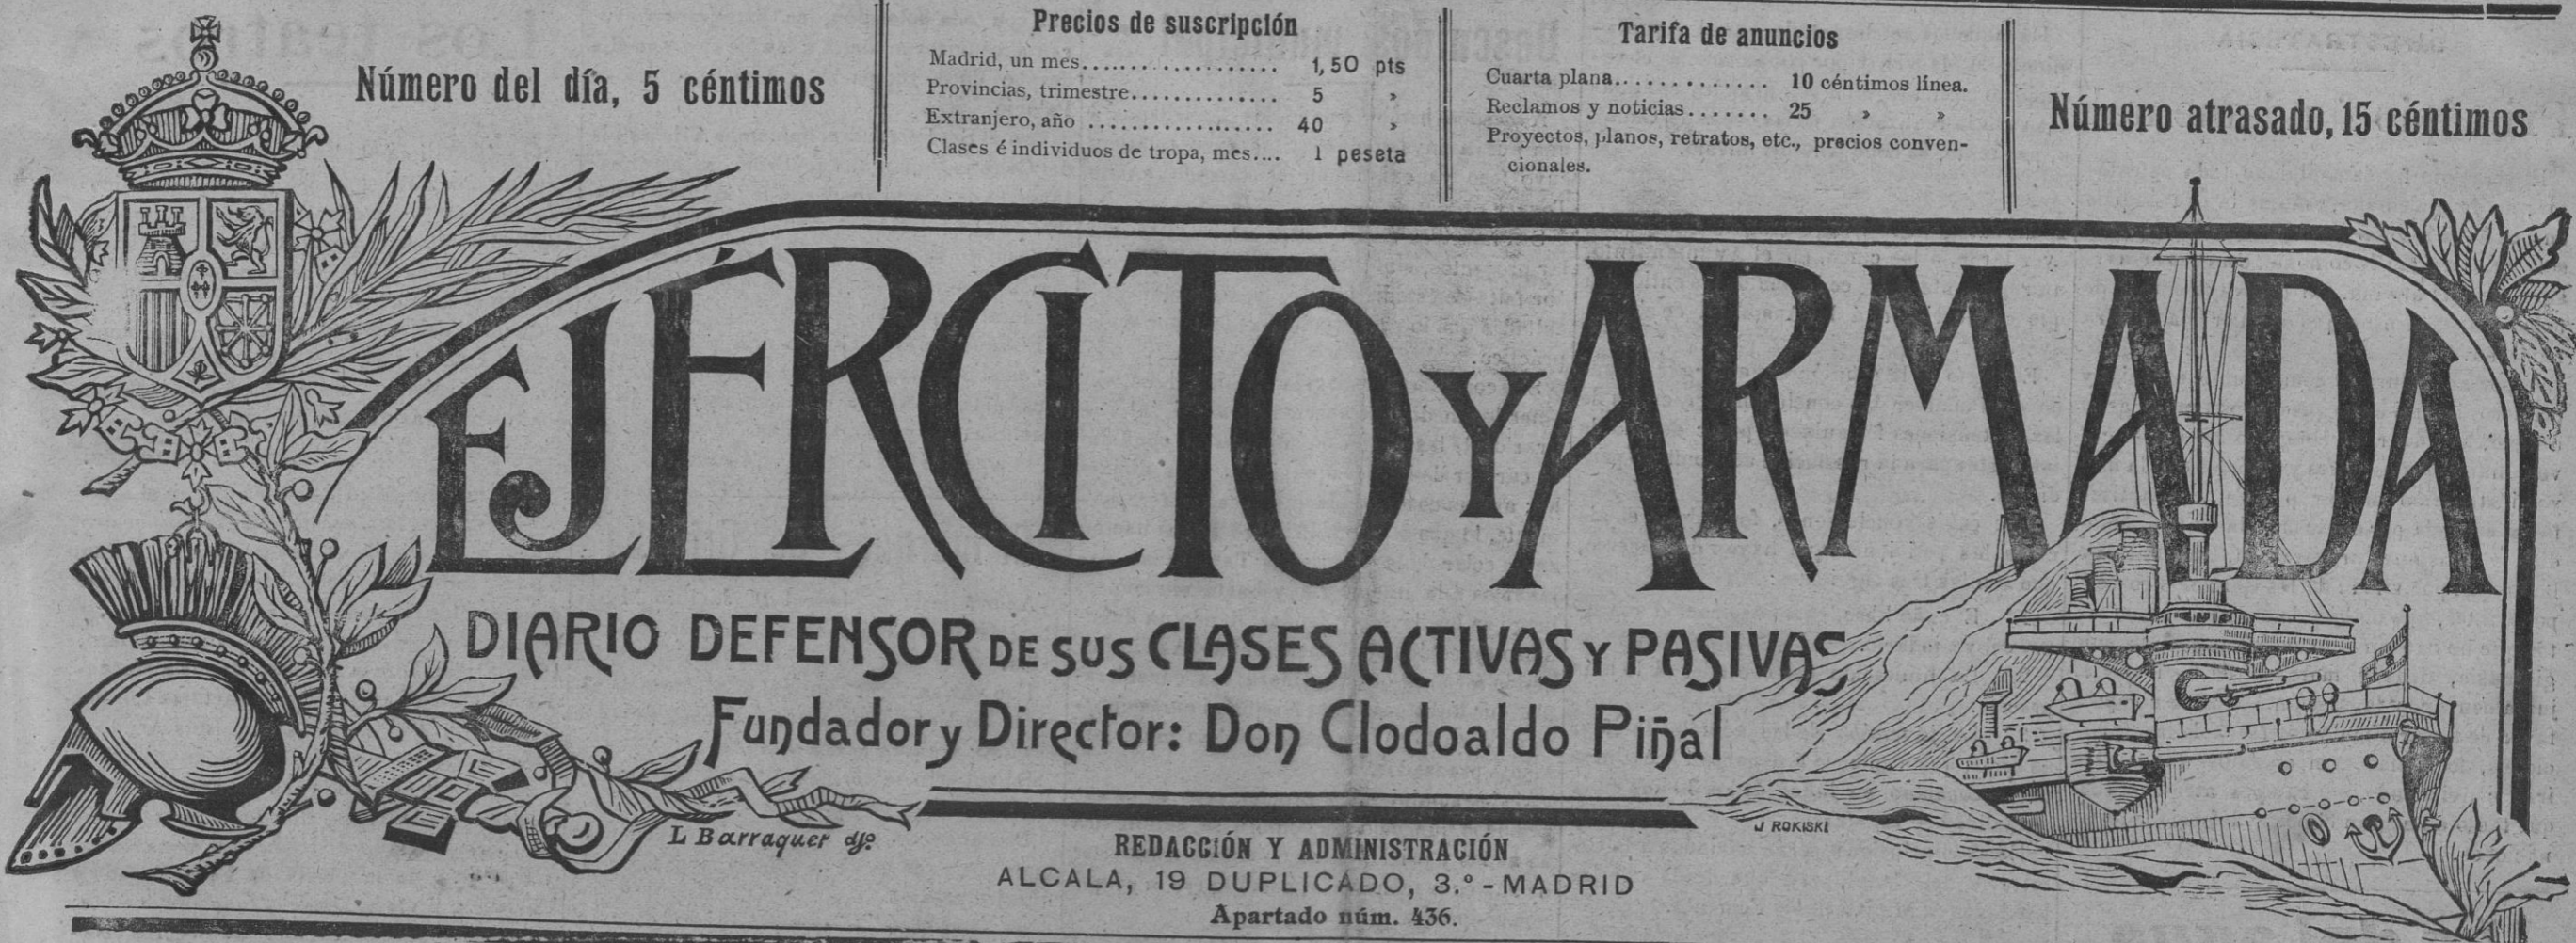 Número del día, 5 céntimos
Precios de suscripción
Madrid, un mes.................... 1,50 pts
Provincias, trimestre.............. 5 »
Extranjero, año .................... 40 »
Clases é individuos de tropa, mes.... 1 peseta
Tarifa de anuncios
Cuarta plana............. 10 céntimos línea.
Reclamos y noticias....... 25 » »
Proyectos, planos, retratos, etc., precios conven-
cionales.
Número atrasado, 15 céntimos
EJÉRCITO Y ARMADA
DIARIO DEFENSOR DE SUS CLASES ACTIVAS Y PASIVAS
Fundador y Director: Don Clodoaldo Piñal
L Barraquer djo.
J ROKISKI
REDACCIÓN Y ADMINISTRACIÓN
ALCALA, 19 DUPLICADO, 3.º - MADRID
Apartado núm. 436.